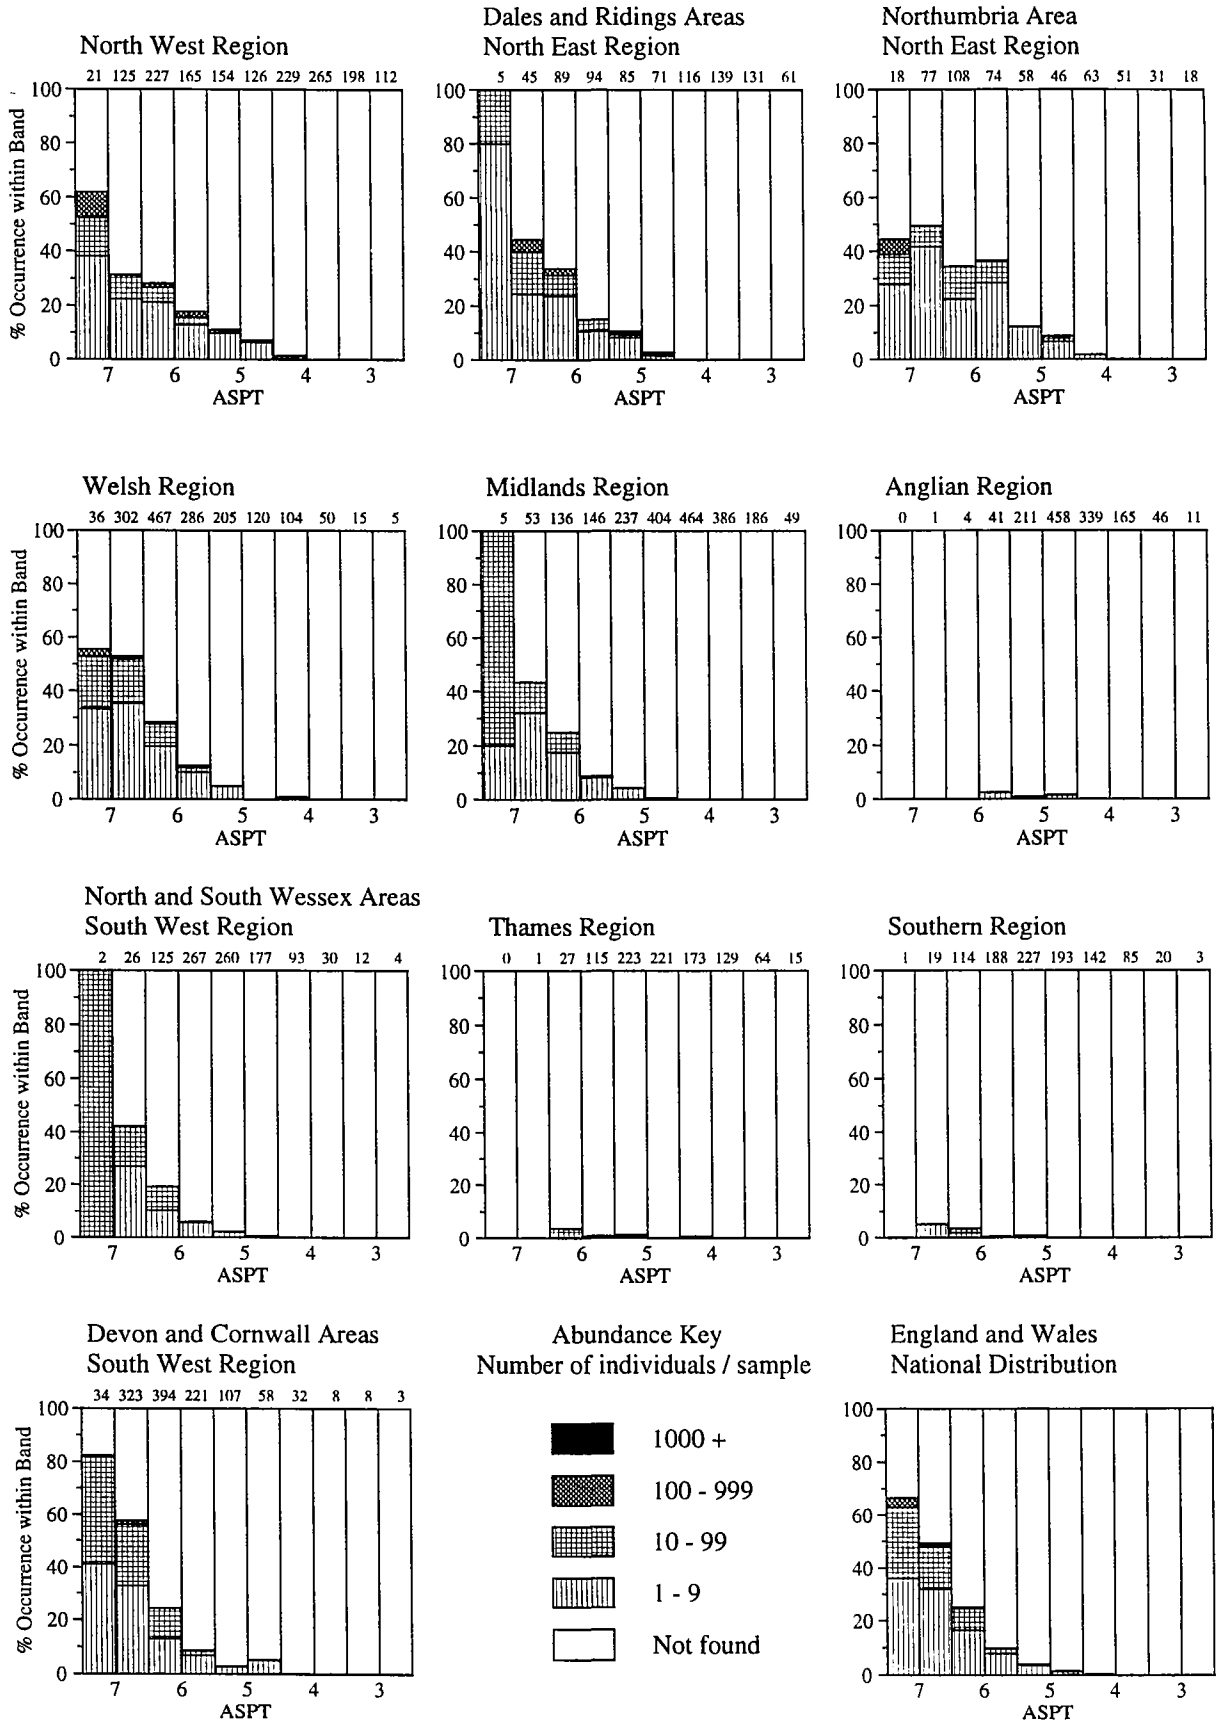 North West Region
21 125 227 165 154 126 229 265 198 112
% Occurrence within Band
100
80
60
40
20
0
7 6 5 4 3
ASPT
Dales and Ridings Areas
North East Region
5 45 89 94 85 71 116 139 131 61
100
80
60
40
20
0
7 6 5 4 3
ASPT
Northumbria Area
North East Region
18 77 108 74 58 46 63 51 31 18
100
80
60
40
20
0
7 6 5 4 3
ASPT
Welsh Region
36 302 467 286 205 120 104 50 15 5
% Occurrence within Band
100
80
60
40
20
0
7 6 5 4 3
ASPT
Midlands Region
5 53 136 146 237 404 464 386 186 49
100
80
60
40
20
0
7 6 5 4 3
ASPT
Anglian Region
0 1 4 41 211 458 339 165 46 11
100
80
60
40
20
0
7 6 5 4 3
ASPT
North and South Wessex Areas
South West Region
2 26 125 267 260 177 93 30 12 4
% Occurrence within Band
100
80
60
40
20
0
7 6 5 4 3
ASPT
Thames Region
0 1 27 115 223 221 173 129 64 15
100
80
60
40
20
0
7 6 5 4 3
ASPT
Southern Region
1 19 114 188 227 193 142 85 20 3
100
80
60
40
20
0
7 6 5 4 3
ASPT
Devon and Cornwall Areas
South West Region
34 323 394 221 107 58 32 8 8 3
% Occurrence within Band
100
80
60
40
20
0
7 6 5 4 3
ASPT
Abundance Key
Number of individuals / sample
1000 +
100 - 999
10 - 99
1 - 9
Not found
England and Wales
National Distribution
100
80
60
40
20
0
7 6 5 4 3
ASPT